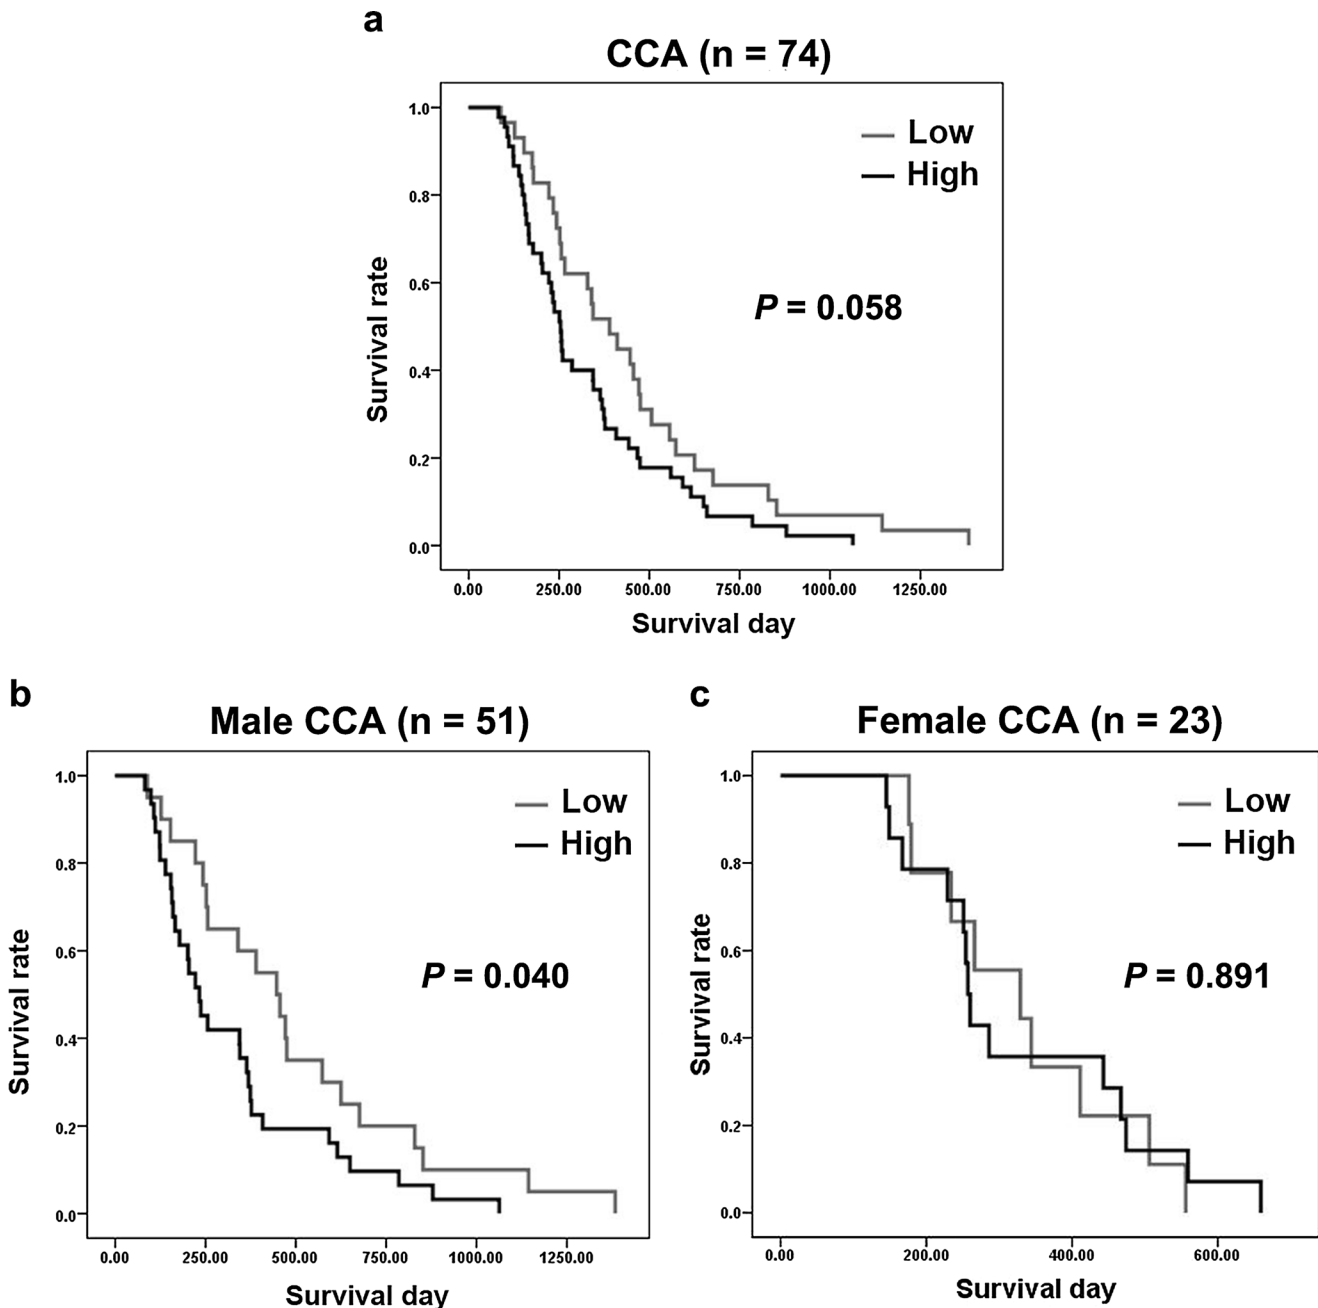 a
CCA (n = 74)
1.0
0.8
0.6
0.4
0.2
0.0
Survival rate
Low
High
P = 0.058
0.00 250.00 500.00 750.00 1000.00 1250.00
Survival day
b
Male CCA (n = 51)
1.0
0.8
0.6
0.4
0.2
0.0
Survival rate
Low
High
P = 0.040
0.00 250.00 500.00 750.00 1000.00 1250.00
Survival day
c
Female CCA (n = 23)
1.0
0.8
0.6
0.4
0.2
0.0
Survival rate
Low
High
P = 0.891
0.00 200.00 400.00 600.00
Survival day